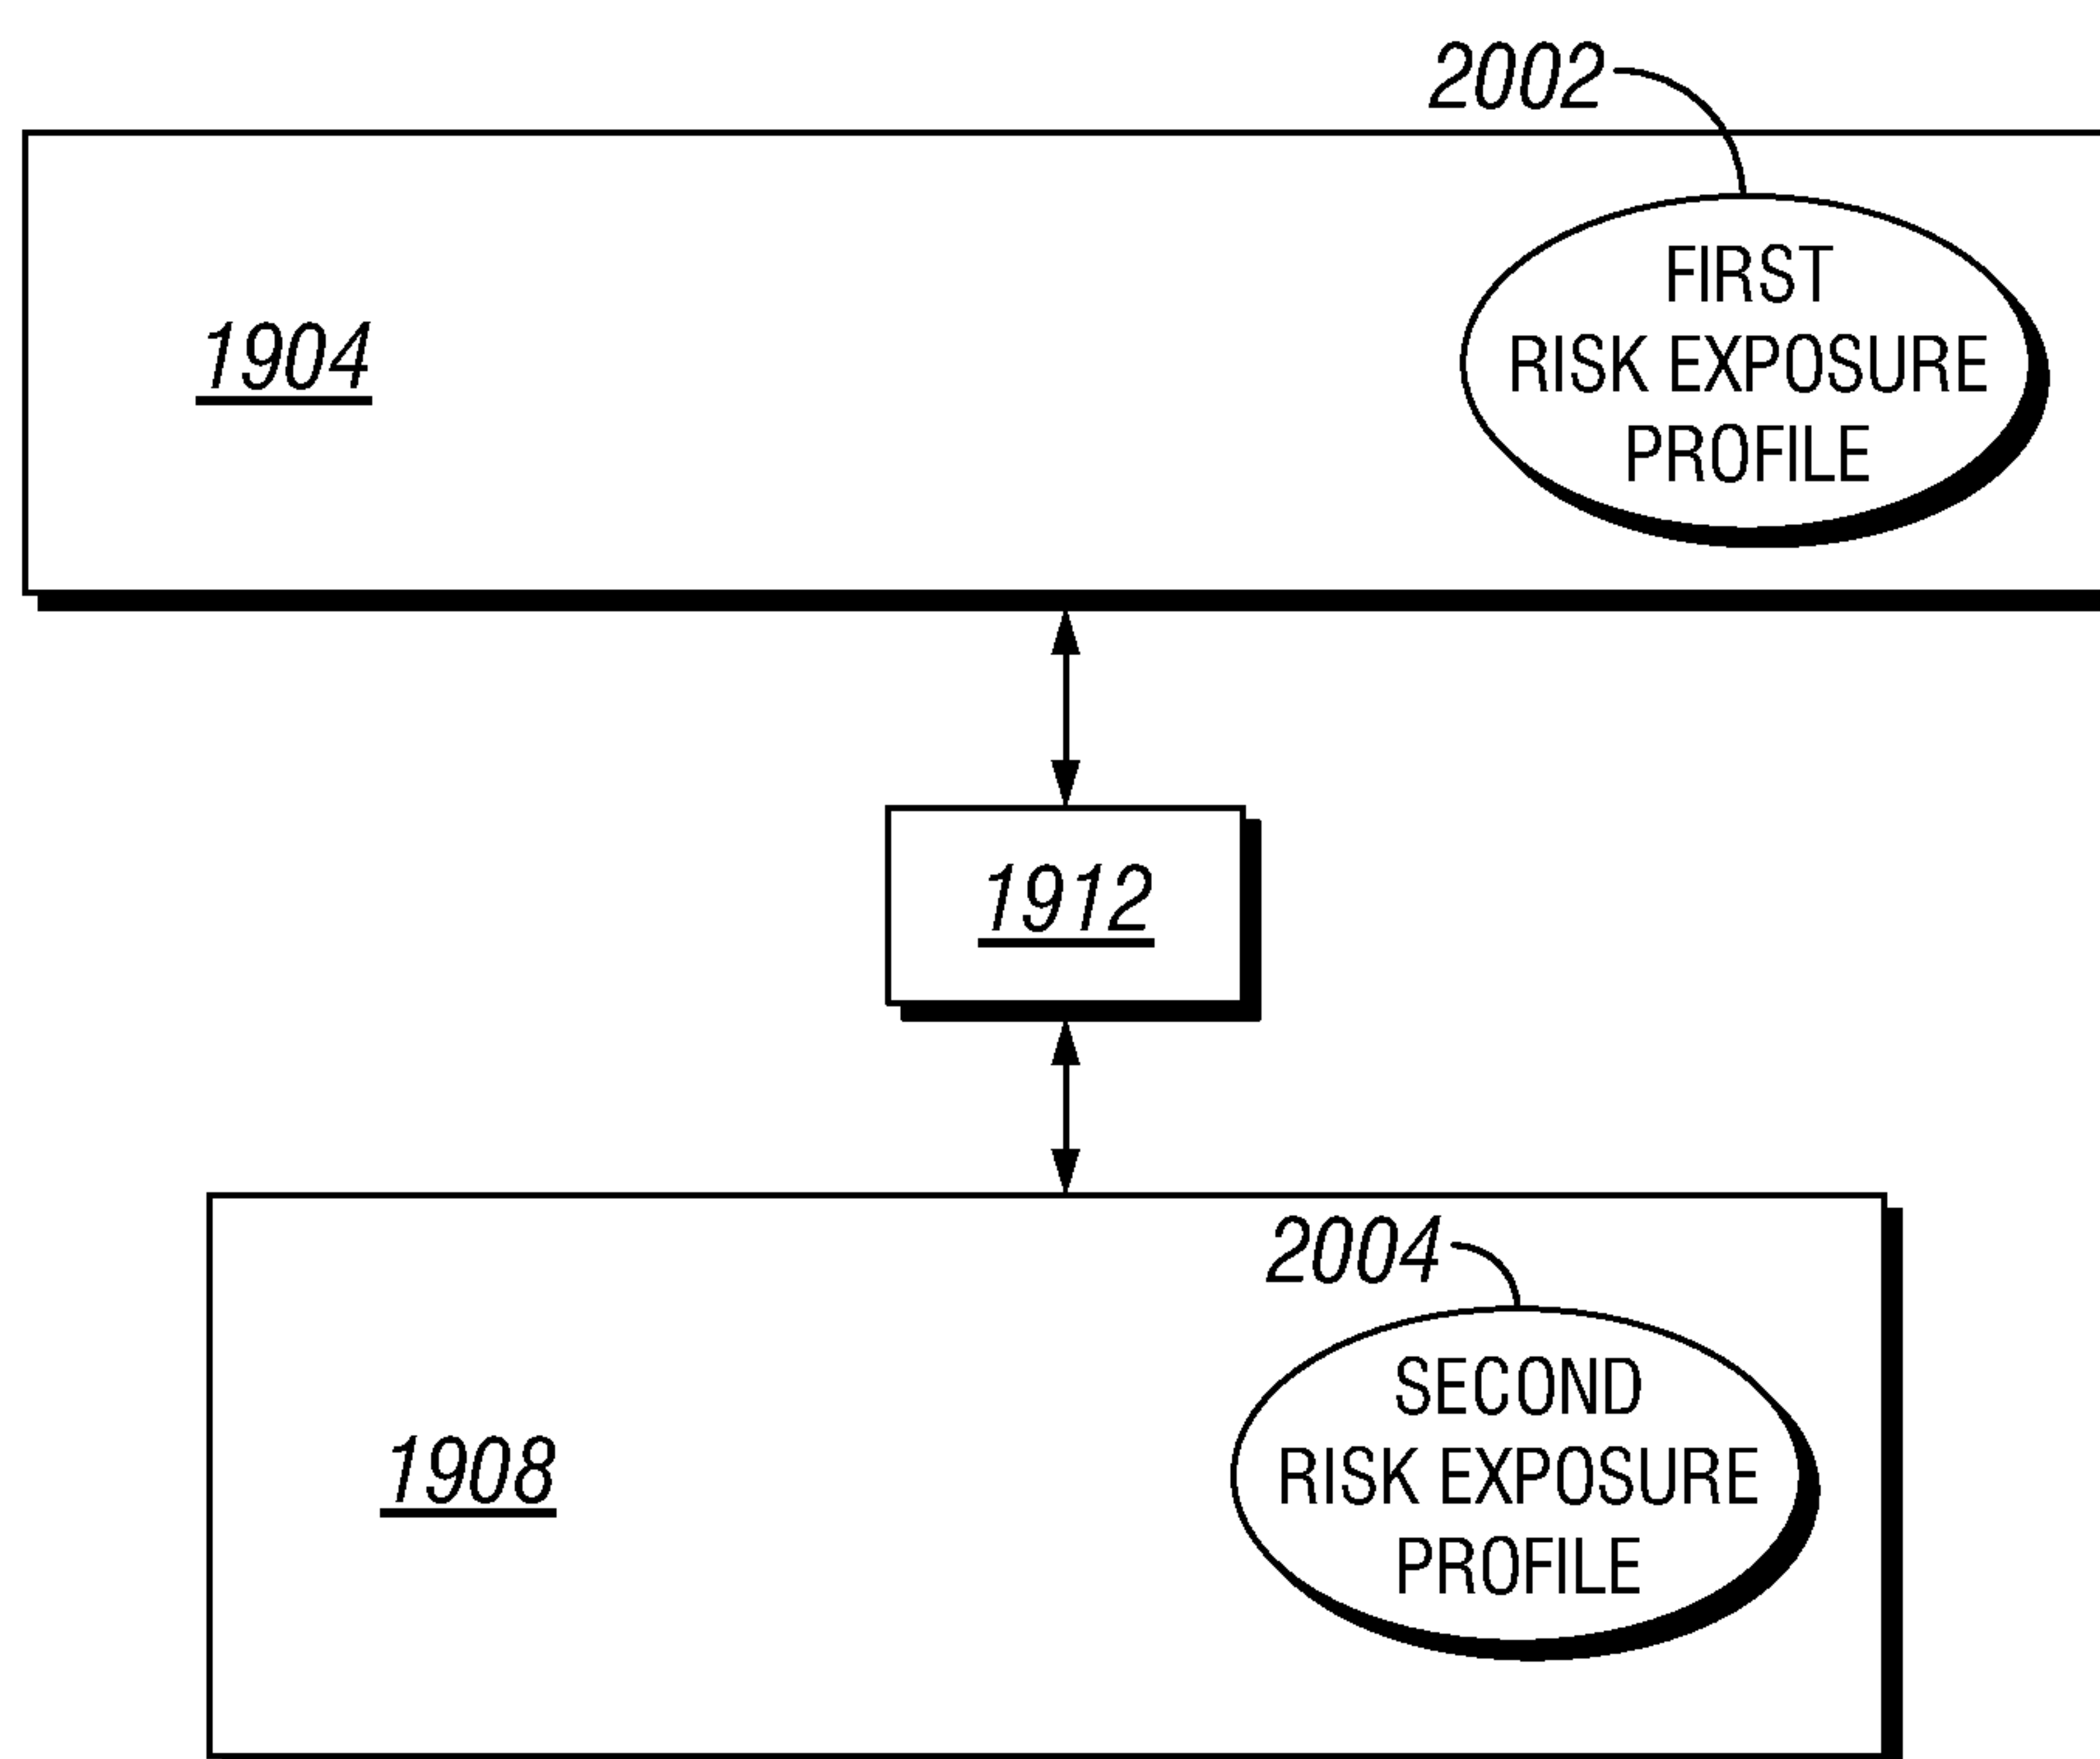 2002
FIRST
RISK EXPOSURE
PROFILE
1904
1912
2004
SECOND
RISK EXPOSURE
PROFILE
1908